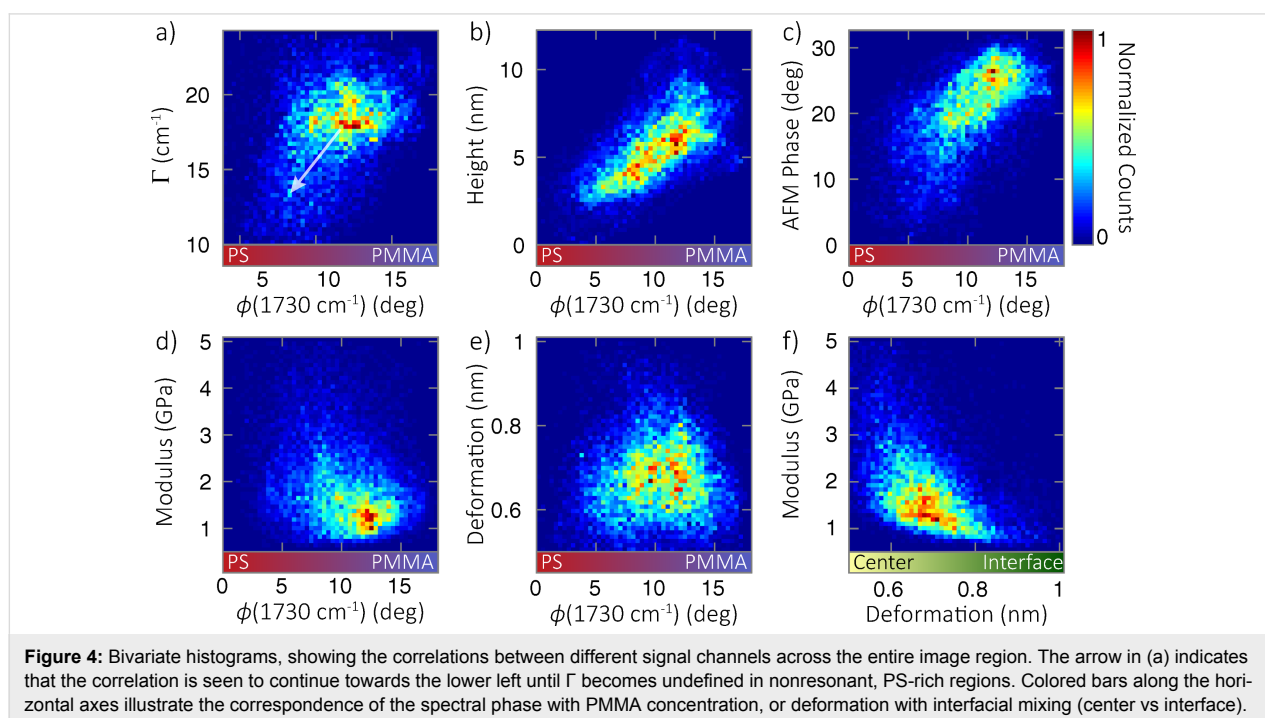 a)
b)
c)
Γ (cm⁻¹)
20
15
10
PS PMMA
5 10 15
ϕ(1730 cm⁻¹) (deg)
Height (nm)
10
5
0
PS PMMA
0 5 10 15
ϕ(1730 cm⁻¹) (deg)
AFM Phase (deg)
30
20
10
0
PS PMMA
0 5 10 15
ϕ(1730 cm⁻¹) (deg)
1
0
Normalized Counts
d)
e)
f)
Modulus (GPa)
5
4
3
2
1
PS PMMA
0 5 10 15
ϕ(1730 cm⁻¹) (deg)
Deformation (nm)
1
0.8
0.6
PS PMMA
0 5 10 15
ϕ(1730 cm⁻¹) (deg)
Modulus (GPa)
5
4
3
2
1
Center Interface
0.6 0.8 1
Deformation (nm)
Figure 4: Bivariate histograms, showing the correlations between different signal channels across the entire image region. The arrow in (a) indicates
that the correlation is seen to continue towards the lower left until Γ becomes undefined in nonresonant, PS-rich regions. Colored bars along the hori-
zontal axes illustrate the correspondence of the spectral phase with PMMA concentration, or deformation with interfacial mixing (center vs interface).